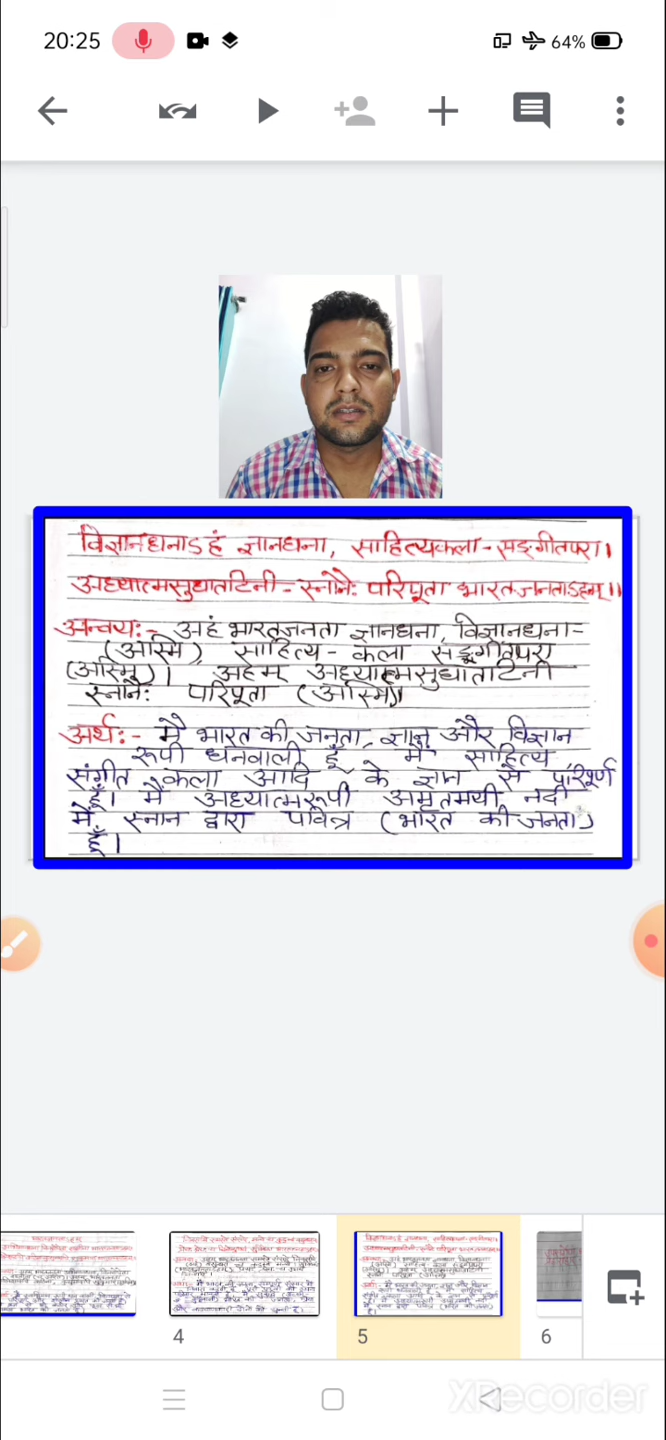 20:25
64%
विज्ञानधनाऽहं ज्ञानधना, साहित्यकला-सङ्गीतपरा।
अध्यात्मसुधातटिनी-स्नानैः परिपूता भारतजनताऽहम्।।
अन्वयः- अहं भारतजनता ज्ञानधना, विज्ञानधना-
(अस्मि) साहित्य-कला सङ्गीतपरा
(अस्मि)। अहम् अध्यात्मसुधातटिनी
स्नानैः परिपूता (अस्मि)।
अर्थः- मैं भारत की जनता, ज्ञान और विज्ञान
रूपी धनवाली हूँ, मैं साहित्य,
संगीत, कला आदि के ज्ञान से परिपूर्ण
हूँ। मैं अध्यात्मरूपी अमृतमयी नदी
में स्नान द्वारा पवित्र (भारत की जनता)
हूँ।
4
5
6
XRecorder